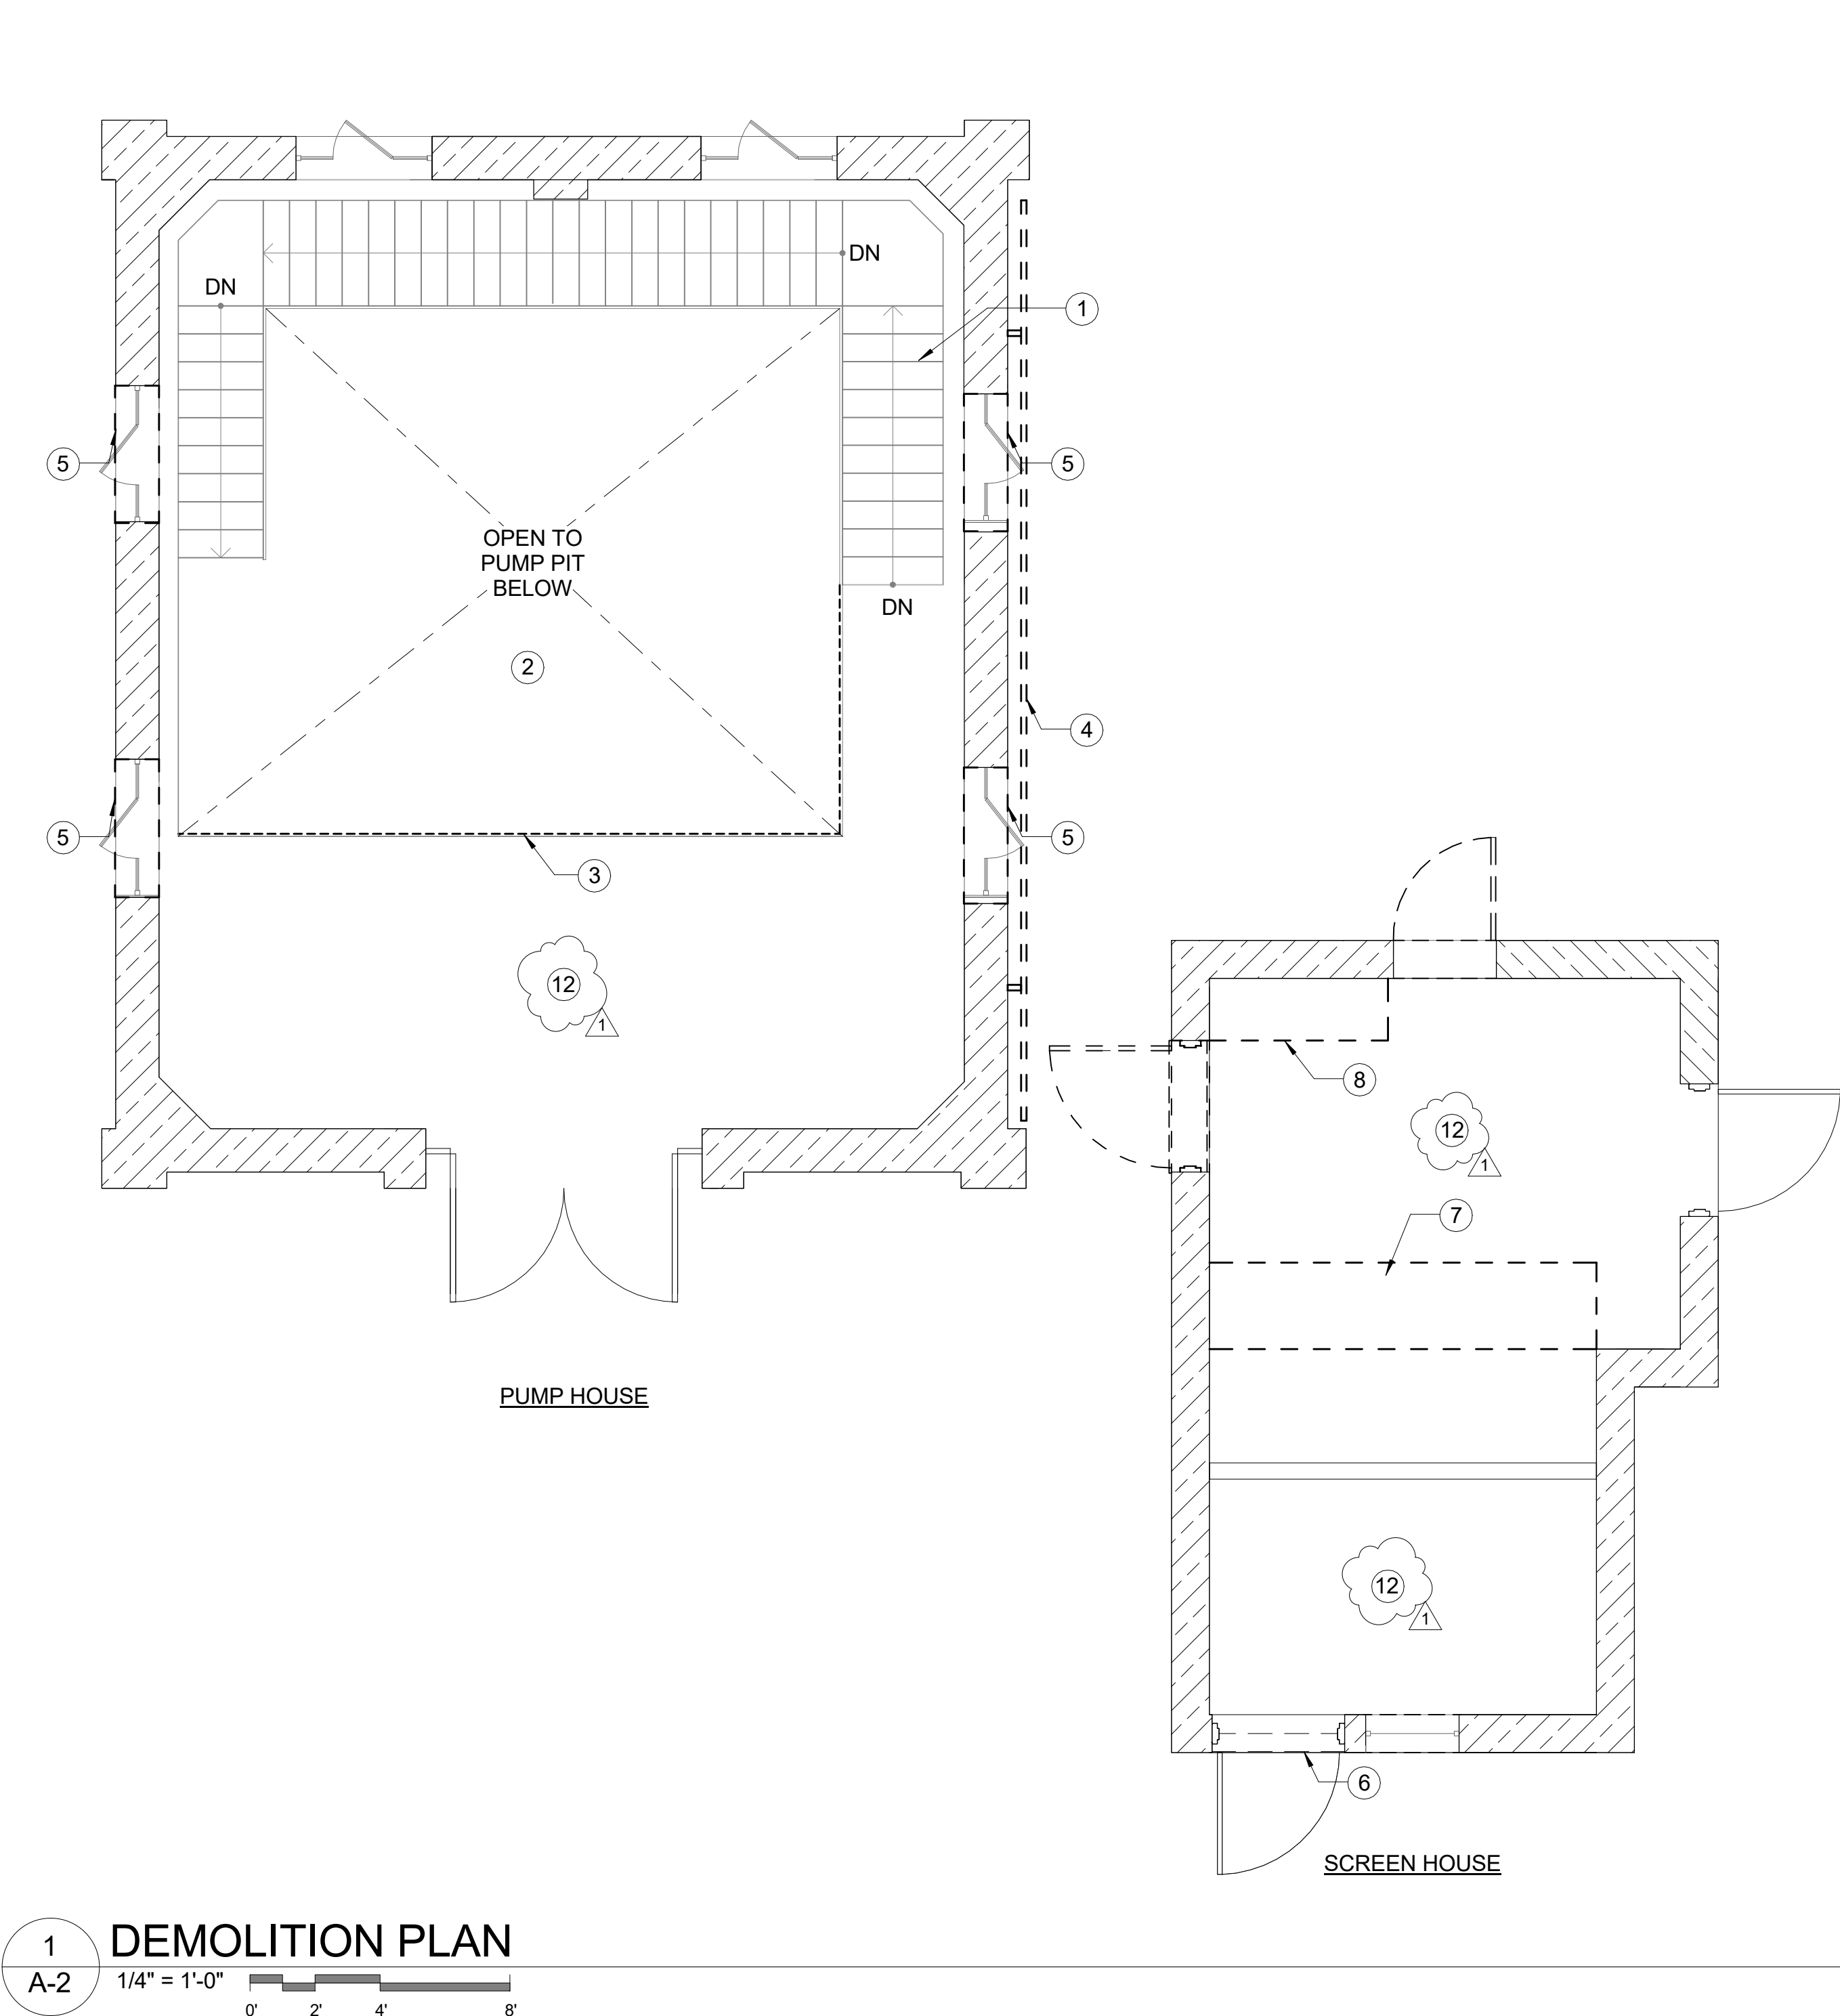 DN
DN
1
5
5
OPEN TO
PUMP PIT
BELOW
DN
2
4
5
5
3
12
1
8
12
1
7
PUMP HOUSE
12
1
6
SCREEN HOUSE
1
A-2
DEMOLITION PLAN
1/4" = 1'-0"
0' 2' 4' 8'